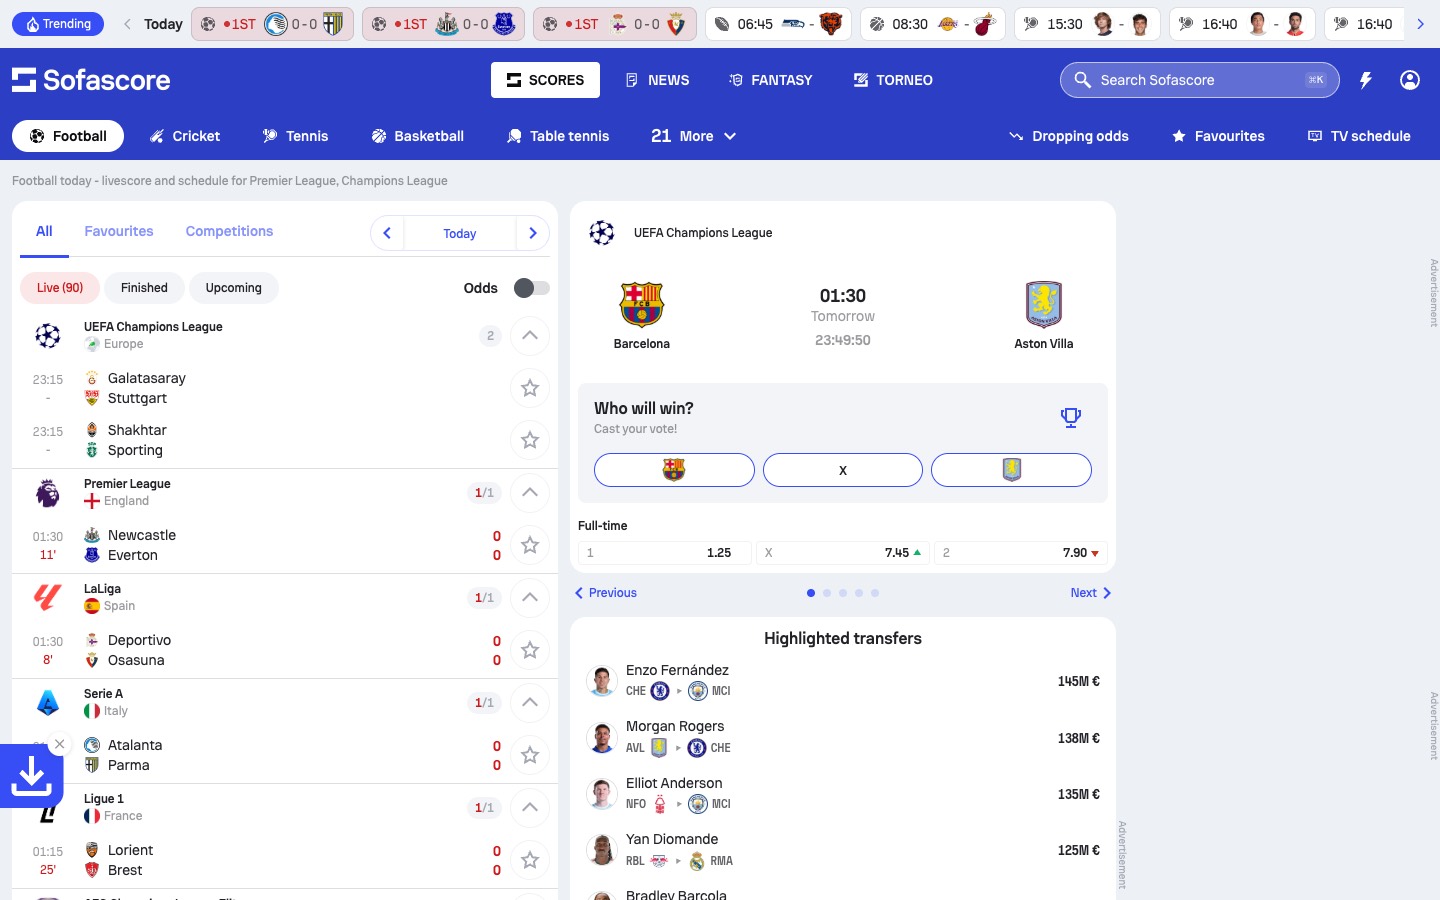 Trending
Today
1ST 0-0
1ST 0-0
1ST 0-0
06:45 -
08:30 -
15:30 -
16:40 -
16:40
Sofascore
SCORES
NEWS
FANTASY
TORNEO
Search Sofascore
⌘K
Football
Cricket
Tennis
Basketball
Table tennis
21 More
Dropping odds
Favourites
TV schedule
Football today - livescore and schedule for Premier League, Champions League
All
Favourites
Competitions
Today
Live (90)
Finished
Upcoming
Odds
UEFA Champions League
Europe
2
23:15
-
Galatasaray
Stuttgart
23:15
-
Shakhtar
Sporting
Premier League
England
1/1
01:30
11'
Newcastle 0
Everton 0
LaLiga
Spain
1/1
01:30
8'
Deportivo 0
Osasuna 0
Serie A
Italy
1/1
Atalanta 0
Parma 0
Ligue 1
France
1/1
01:15
25'
Lorient 0
Brest 0
UEFA Champions League
Barcelona
01:30
Tomorrow
23:49:50
Aston Villa
Who will win?
Cast your vote!
X
Full-time
1 1.25
X 7.45
2 7.90
Previous
Next
Highlighted transfers
Enzo Fernández
CHE MCI
145M €
Morgan Rogers
AVL CHE
138M €
Elliot Anderson
NFO MCI
135M €
Yan Diomande
RBL RMA
125M €
Bradley Barcola
Advertisement
Advertisement
Advertisement